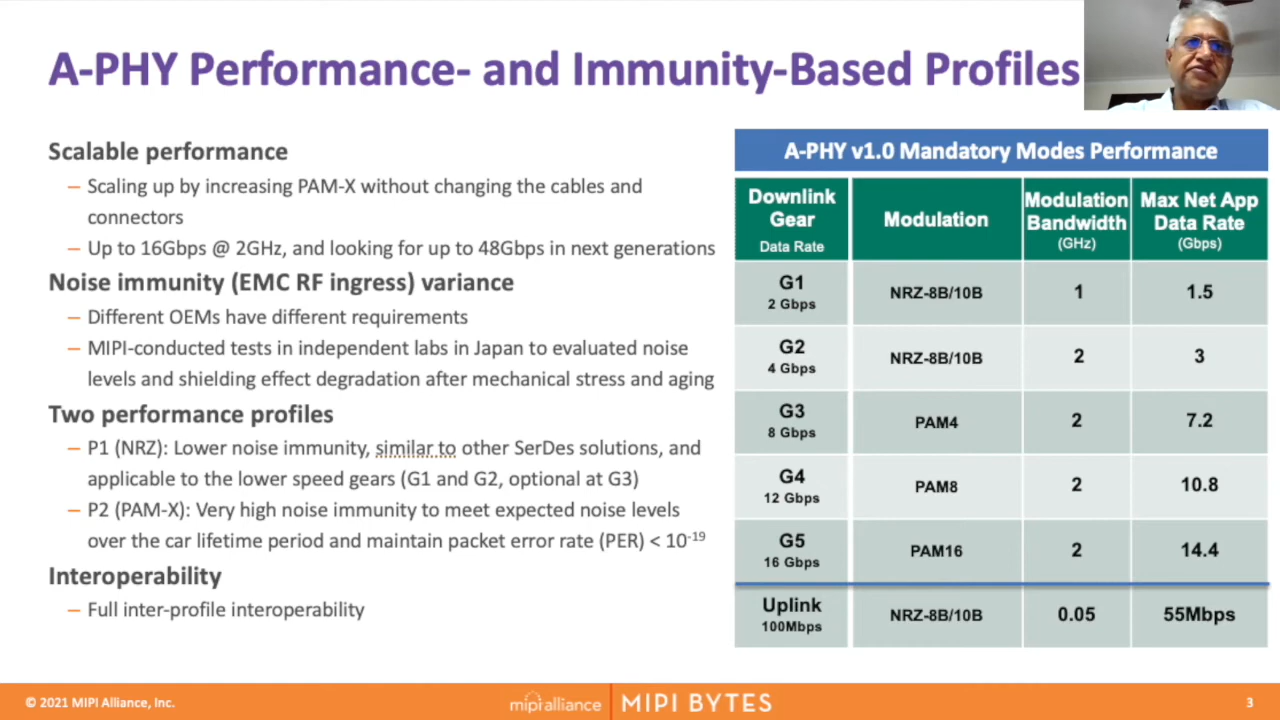 A-PHY Performance- and Immunity-Based Profiles
Scalable performance
– Scaling up by increasing PAM-X without changing the cables and
connectors
– Up to 16Gbps @ 2GHz, and looking for up to 48Gbps in next generations
Noise immunity (EMC RF ingress) variance
– Different OEMs have different requirements
– MIPI-conducted tests in independent labs in Japan to evaluated noise
levels and shielding effect degradation after mechanical stress and aging
Two performance profiles
– P1 (NRZ): Lower noise immunity, similar to other SerDes solutions, and
applicable to the lower speed gears (G1 and G2, optional at G3)
– P2 (PAM-X): Very high noise immunity to meet expected noise levels
over the car lifetime period and maintain packet error rate (PER) < 10⁻¹⁹
Interoperability
– Full inter-profile interoperability
A-PHY v1.0 Mandatory Modes Performance
Downlink
Gear
Data Rate
Modulation
Modulation
Bandwidth
(GHz)
Max Net App
Data Rate
(Gbps)
G1
2 Gbps
NRZ-8B/10B
1
1.5
G2
4 Gbps
NRZ-8B/10B
2
3
G3
8 Gbps
PAM4
2
7.2
G4
12 Gbps
PAM8
2
10.8
G5
16 Gbps
PAM16
2
14.4
Uplink
100Mbps
NRZ-8B/10B
0.05
55Mbps
© 2021 MIPI Alliance, Inc.
mipi alliance
MIPI BYTES
3